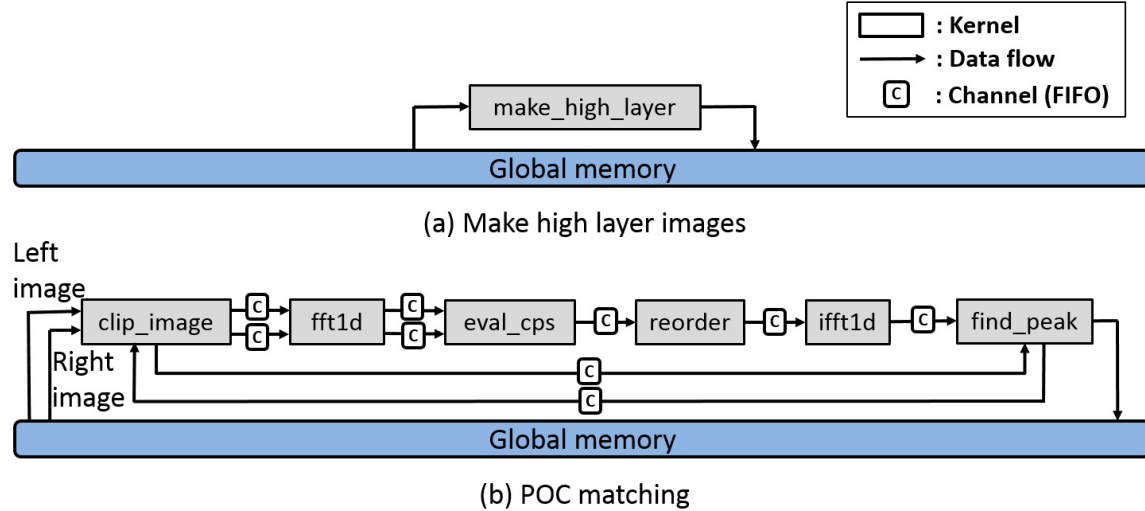 : Kernel
: Data flow
C : Channel (FIFO)
make_high_layer
Global memory
(a) Make high layer images
Left
image
clip_image
C
C
fft1d
C
C
eval_cps
C
reorder
C
ifft1d
C
find_peak
Right
image
C
C
Global memory
(b) POC matching